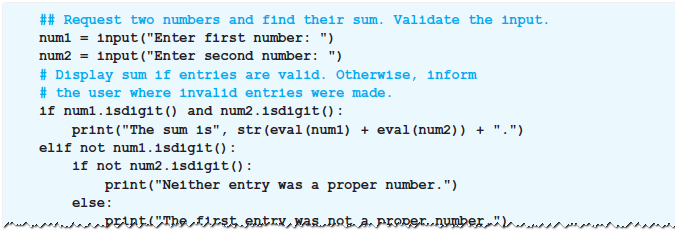 ## Request two numbers and find their sum. Validate the input.
num1 = input("Enter first number: ")
num2 = input("Enter second number: ")
# Display sum if entries are valid. Otherwise, inform
# the user where invalid entries were made.
if num1.isdigit() and num2.isdigit():
    print("The sum is", str(eval(num1) + eval(num2)) + ".")
elif not num1.isdigit():
    if not num2.isdigit():
        print("Neither entry was a proper number.")
    else:
        print("The first entry was not a proper number.")